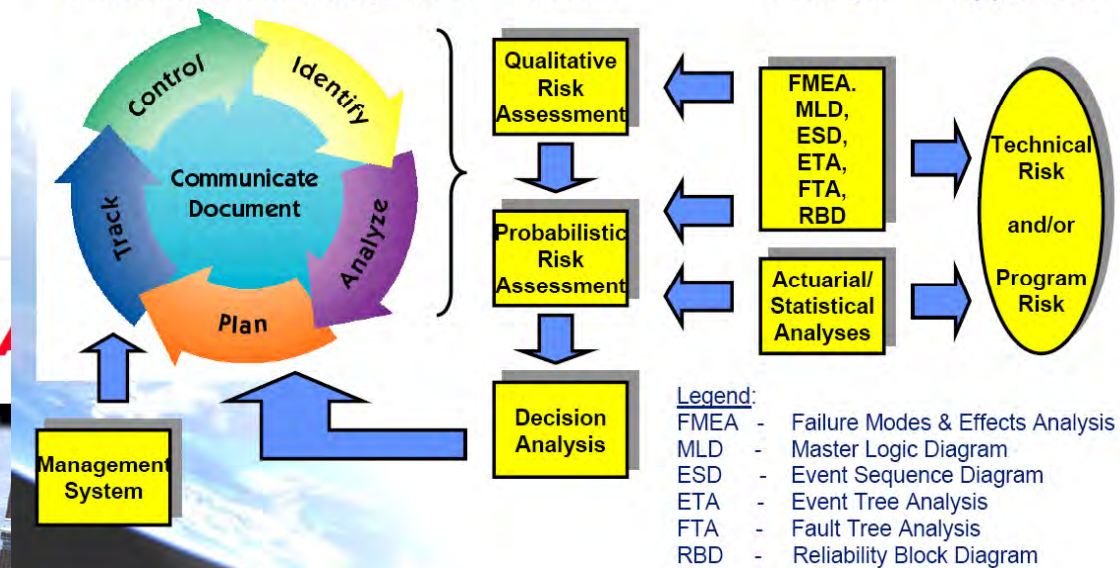 Control
Identify
Analyze
Plan
Track
Communicate
Document
Qualitative
Risk
Assessment
Probabilistic
Risk
Assessment
Decision
Analysis
Management
System
FMEA.
MLD,
ESD,
ETA,
FTA,
RBD
Actuarial/
Statistical
Analyses
Technical
Risk
and/or
Program
Risk
Legend:
FMEA - Failure Modes & Effects Analysis
MLD - Master Logic Diagram
ESD - Event Sequence Diagram
ETA - Event Tree Analysis
FTA - Fault Tree Analysis
RBD - Reliability Block Diagram